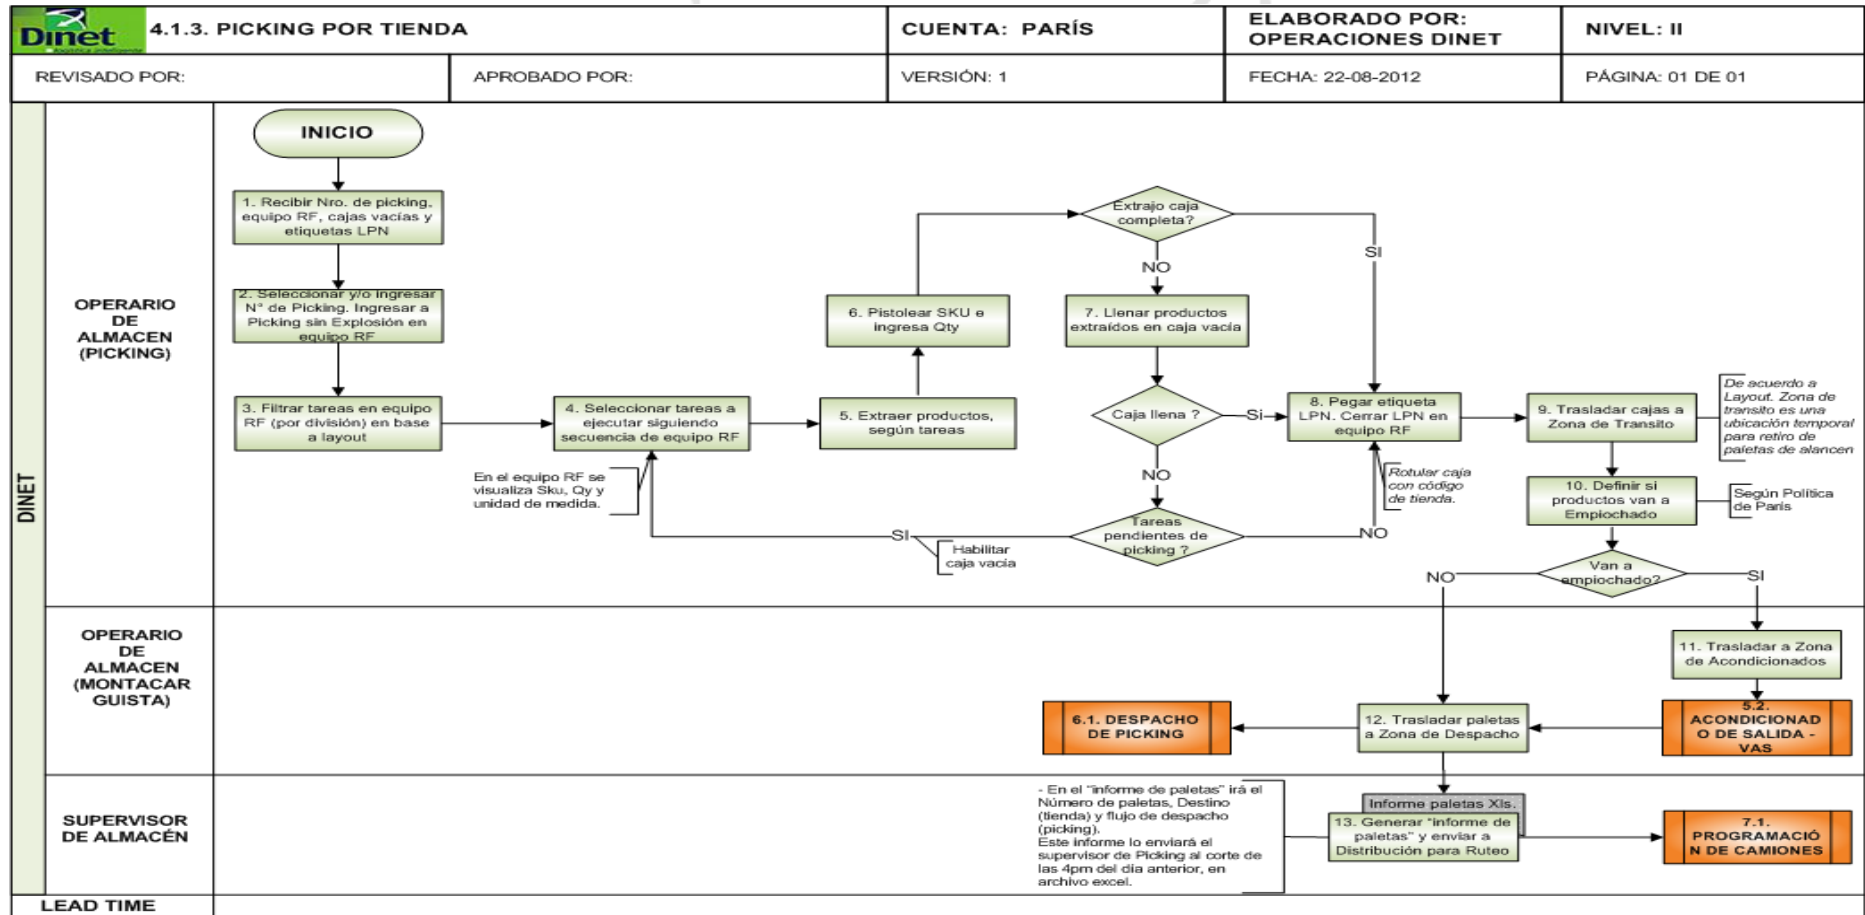 Dinet
logística inteligente
4.1.3. PICKING POR TIENDA
CUENTA: PARÍS
ELABORADO POR:
OPERACIONES DINET
NIVEL: II
REVISADO POR:
APROBADO POR:
VERSIÓN: 1
FECHA: 22-08-2012
PÁGINA: 01 DE 01
DINET
OPERARIO
DE
ALMACEN
(PICKING)
INICIO
1. Recibir Nro. de picking,
equipo RF, cajas vacías y
etiquetas LPN
2. Seleccionar y/o ingresar
N° de Picking. Ingresar a
Picking sin Explosión en
equipo RF
3. Filtrar tareas en equipo
RF (por división) en base
a layout
4. Seleccionar tareas a
ejecutar siguiendo
secuencia de equipo RF
En el equipo RF se
visualiza Sku, Qy y
unidad de medida.
5. Extraer productos,
según tareas
6. Pistolear SKU e
ingresa Qty
Extrajo caja
completa?
SI
NO
7. Llenar productos
extraídos en caja vacía
Caja llena ?
Si
NO
Tareas
pendientes de
picking ?
SI
Habilitar
caja vacía
NO
8. Pegar etiqueta
LPN. Cerrar LPN en
equipo RF
Rotular caja
con código
de tienda.
9. Trasladar cajas a
Zona de Transito
De acuerdo a
Layout. Zona de
transito es una
ubicación temporal
para retiro de
paletas de alancen
10. Definir si
productos van a
Empiochado
Según Política
de Paris
Van a
empiochado?
NO
SI
OPERARIO
DE
ALMACEN
(MONTACAR
GUISTA)
11. Trasladar a Zona
de Acondicionados
5.2.
ACONDICIONAD
O DE SALIDA -
VAS
12. Trasladar paletas
a Zona de Despacho
6.1. DESPACHO
DE PICKING
SUPERVISOR
DE ALMACÉN
- En el “informe de paletas” irá el
Número de paletas, Destino
(tienda) y flujo de despacho
(picking).
Este informe lo enviará el
supervisor de Picking al corte de
las 4pm del día anterior, en
archivo excel.
Informe paletas Xls.
13. Generar “informe de
paletas” y enviar a
Distribución para Ruteo
7.1.
PROGRAMACIÓ
N DE CAMIONES
LEAD TIME